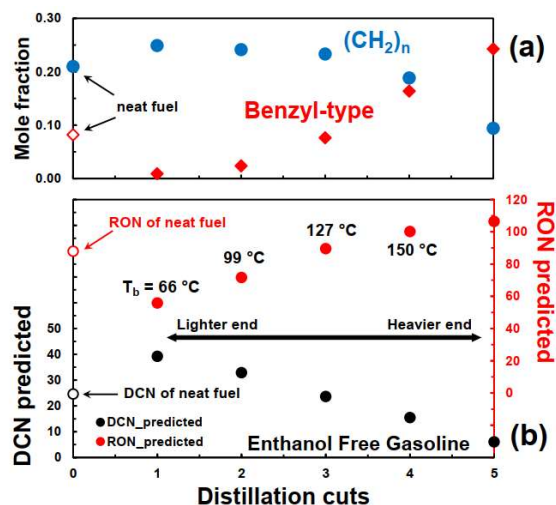 0.30
(CH2)n
(a)
0.20
neat fuel
0.10
Benzyl-type
0.00
Mole fraction
120
RON of neat fuel
127 °C
100
99 °C
150 °C
80
Tb = 66 °C
60
50
Lighter end
Heavier end
40
40
30
20
20
DCN of neat fuel
0
10
DCN_predicted
RON_predicted
Enthanol Free Gasoline
(b)
0
DCN predicted
RON predicted
0 1 2 3 4 5
Distillation cuts